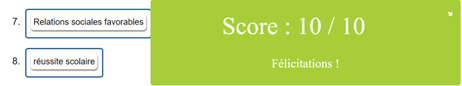 7. Relations sociales favorables
Score : 10 / 10
8. réussite scolaire
Félicitations !